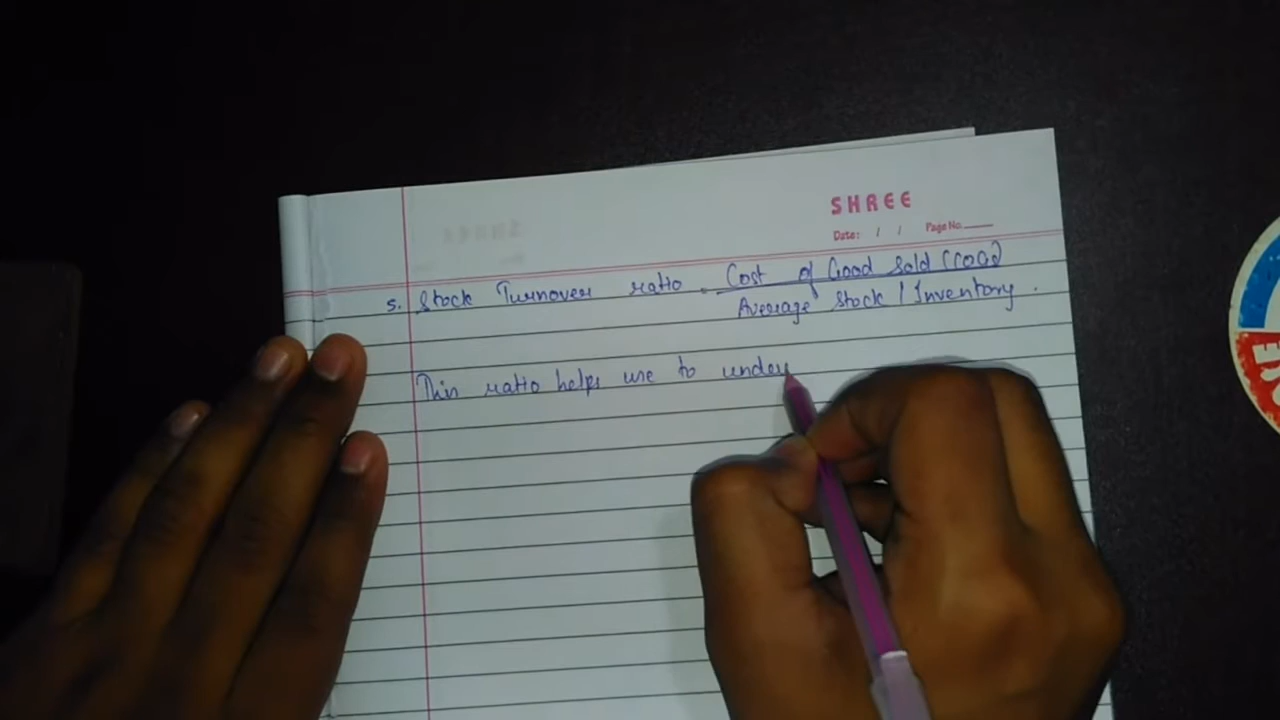 SHREE
Date: / / Page No.
5. Stock Turnover ratio = Cost of Good Sold (COGS)
Average Stock / Inventory.
This ratio helps use to under